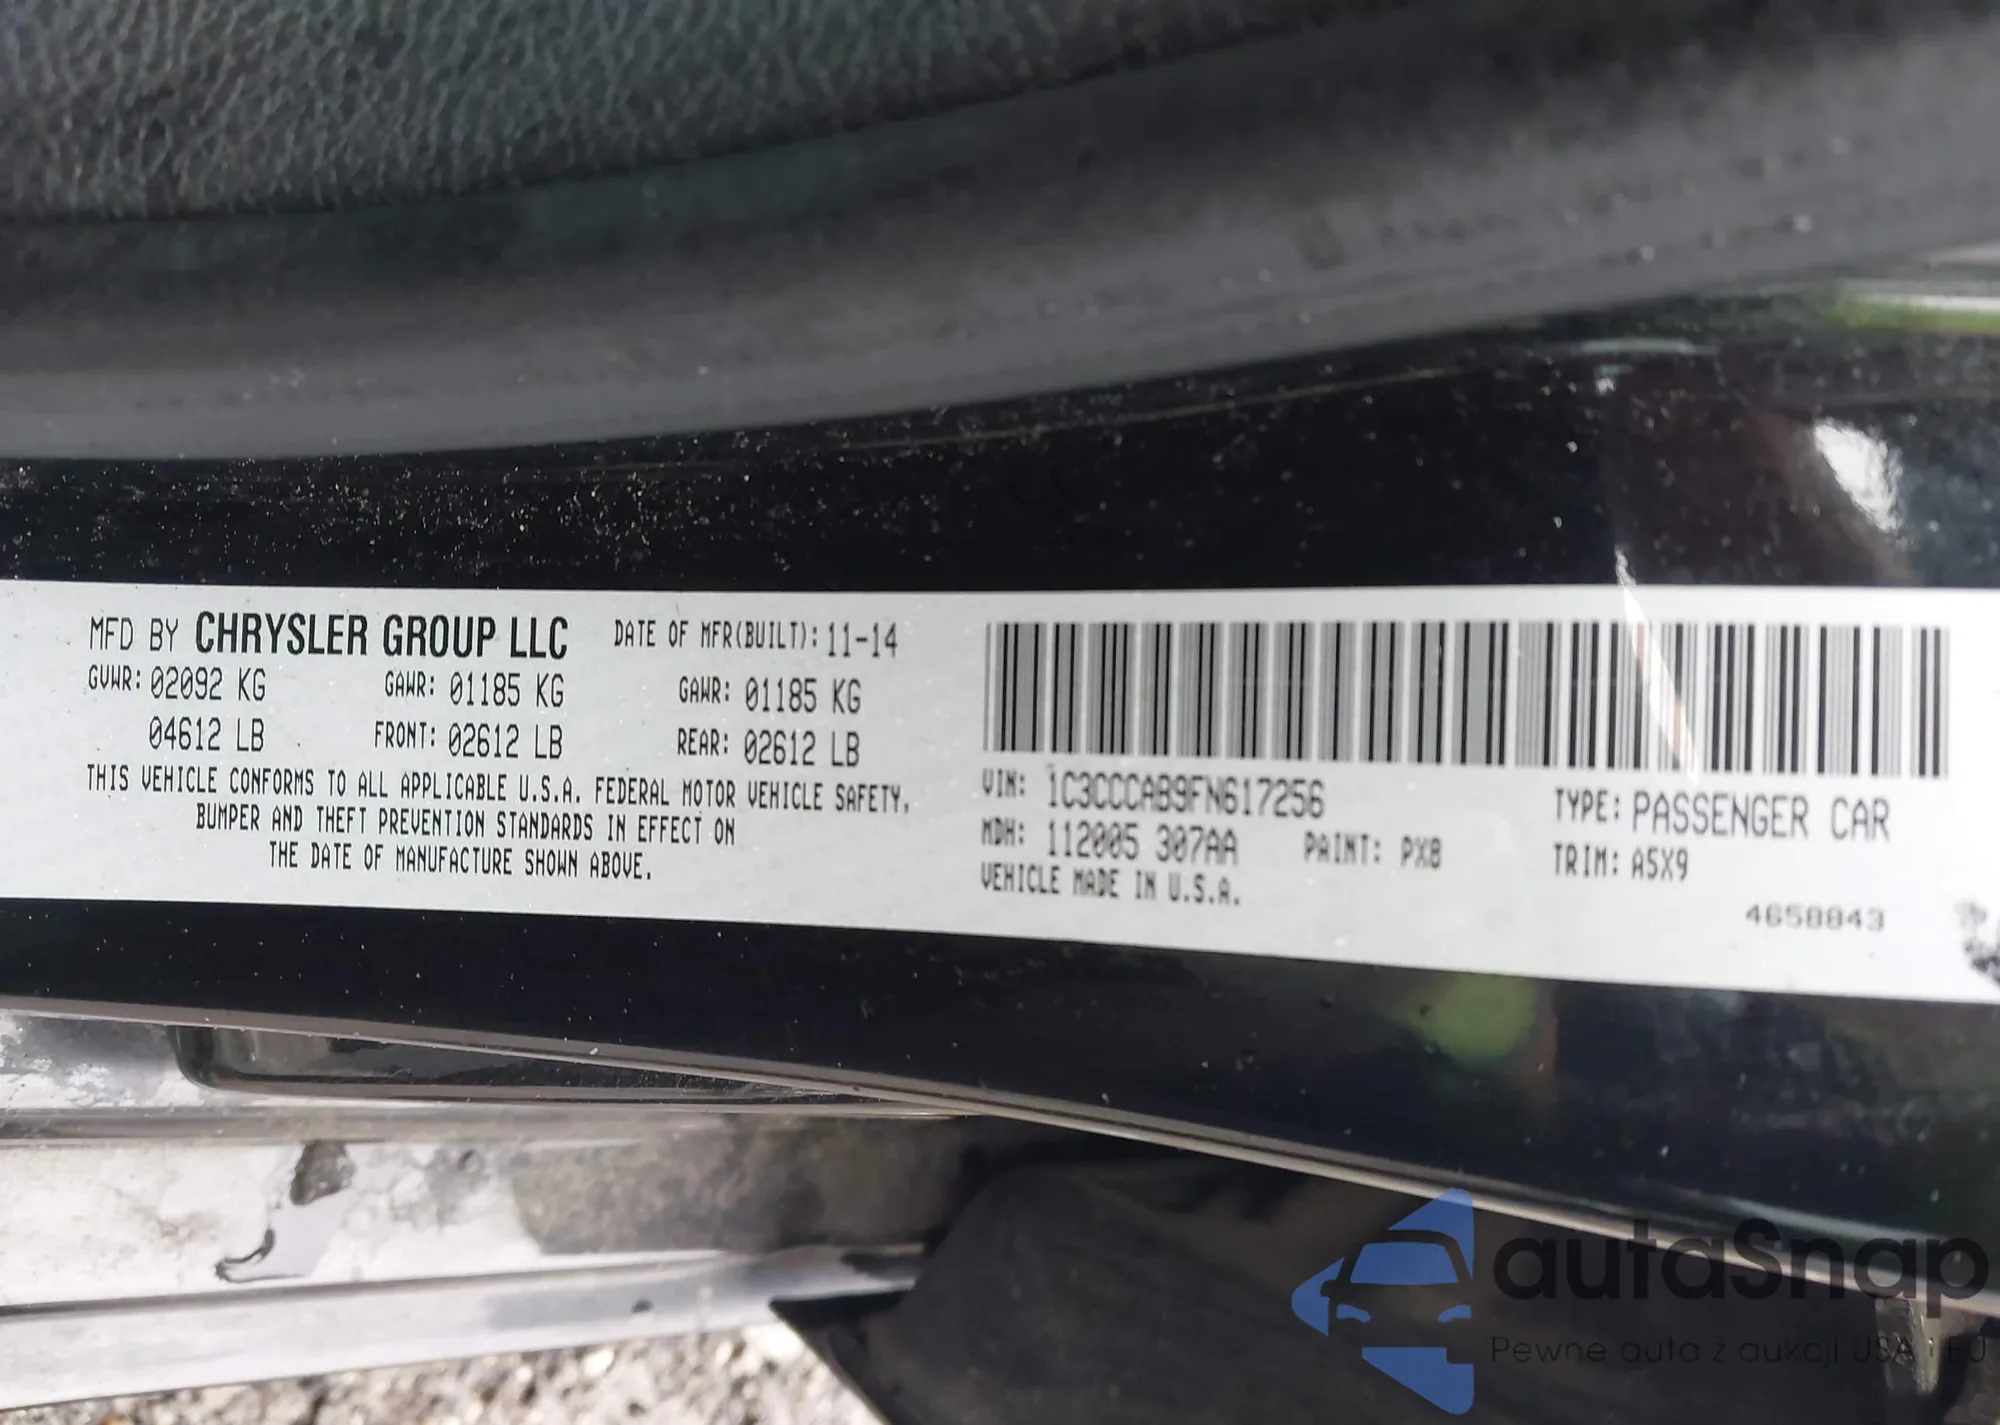 MFD BY CHRYSLER GROUP LLC DATE OF MFR(BUILT): 11-14
GVWR: 02092 KG GAWR: 01185 KG GAWR: 01185 KG
04612 LB FRONT: 02612 LB REAR: 02612 LB
THIS VEHICLE CONFORMS TO ALL APPLICABLE U.S.A. FEDERAL MOTOR VEHICLE SAFETY,
BUMPER AND THEFT PREVENTION STANDARDS IN EFFECT ON
THE DATE OF MANUFACTURE SHOWN ABOVE.
VIN: 1C3CCCAB9FN617256 TYPE: PASSENGER CAR
MDH: 112005 307AA PAINT: PX8 TRIM: A5X9
VEHICLE MADE IN U.S.A.
4658843
autaSnap
Pewne auta z aukcji USA i EU